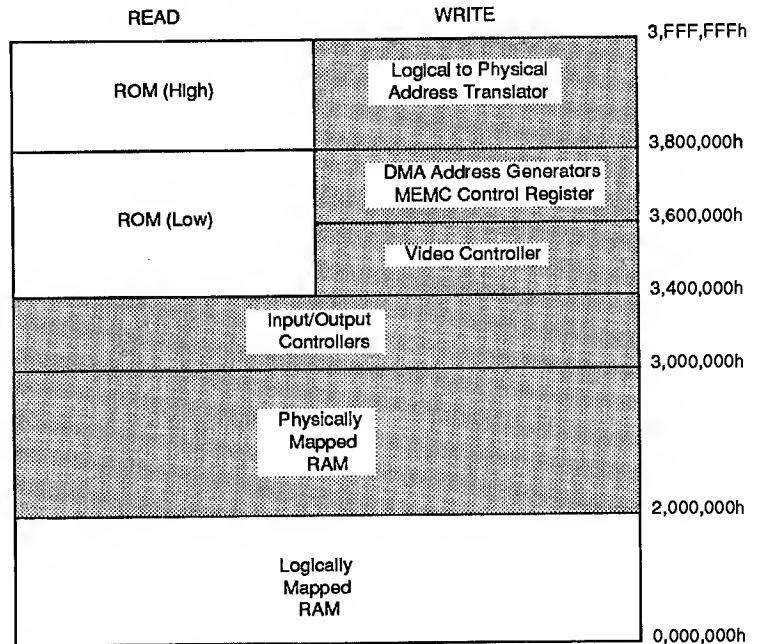 READ
WRITE
3,FFF,FFFh
ROM (High)
Logical to Physical
Address Translator
3,800,000h
ROM (Low)
DMA Address Generators
MEMC Control Register
3,600,000h
Video Controller
3,400,000h
Input/Output
Controllers
3,000,000h
Physically
Mapped
RAM
2,000,000h
Logically
Mapped
RAM
0,000,000h